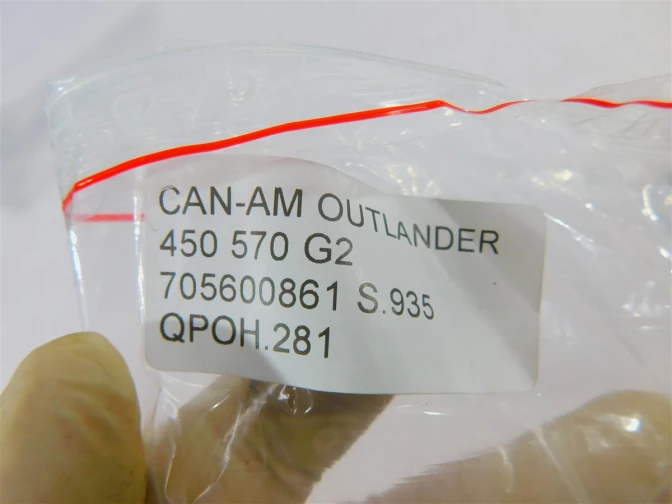 CAN-AM OUTLANDER
450 570 G2
705600861 S.935
QPOH.281